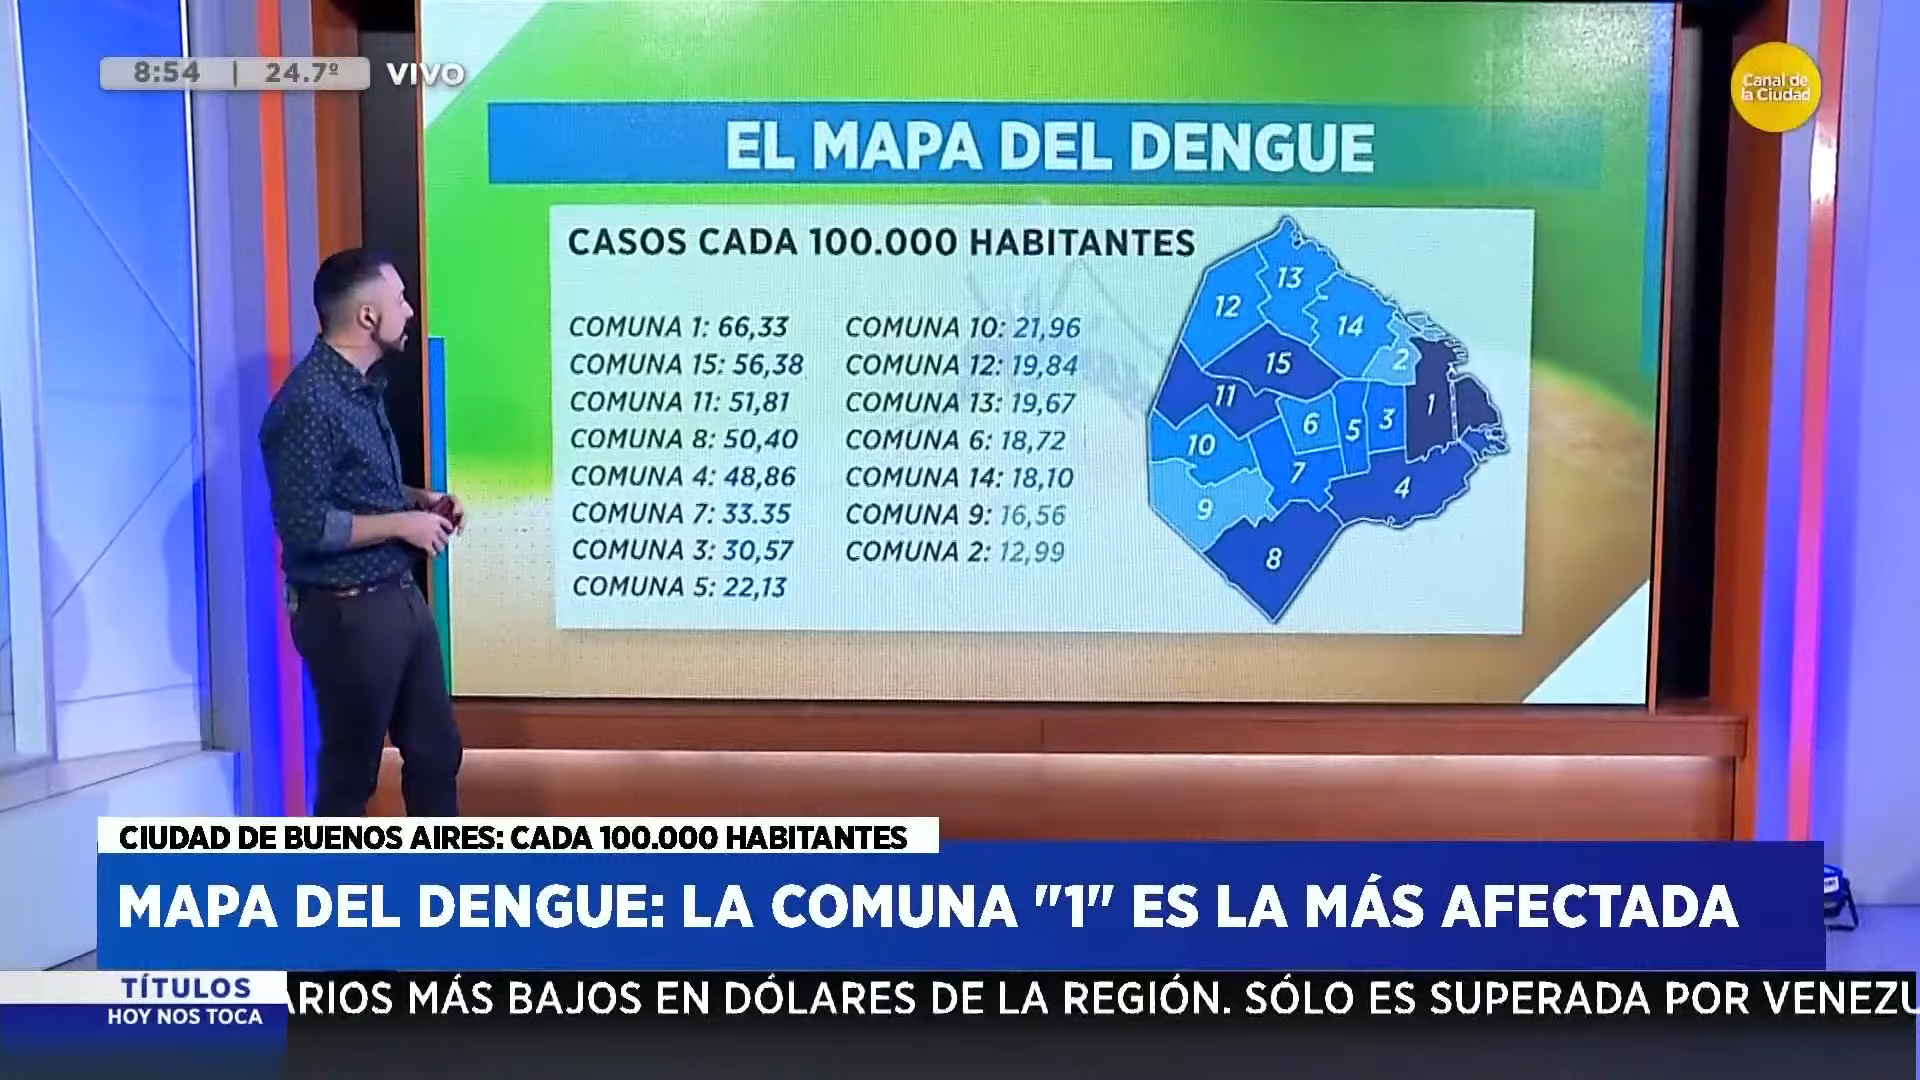 8:54 | 24.7º VIVO
Canal de
la Ciudad
EL MAPA DEL DENGUE
CASOS CADA 100.000 HABITANTES
COMUNA 1: 66,33
COMUNA 15: 56,38
COMUNA 11: 51,81
COMUNA 8: 50,40
COMUNA 4: 48,86
COMUNA 7: 33.35
COMUNA 3: 30,57
COMUNA 5: 22,13
COMUNA 10: 21,96
COMUNA 12: 19,84
COMUNA 13: 19,67
COMUNA 6: 18,72
COMUNA 14: 18,10
COMUNA 9: 16,56
COMUNA 2: 12,99
13
12
14
2
15
11
1
6
5
3
10
7
4
9
8
CIUDAD DE BUENOS AIRES: CADA 100.000 HABITANTES
MAPA DEL DENGUE: LA COMUNA "1" ES LA MÁS AFECTADA
TÍTULOS
HOY NOS TOCA
ARIOS MÁS BAJOS EN DÓLARES DE LA REGIÓN. SÓLO ES SUPERADA POR VENEZU